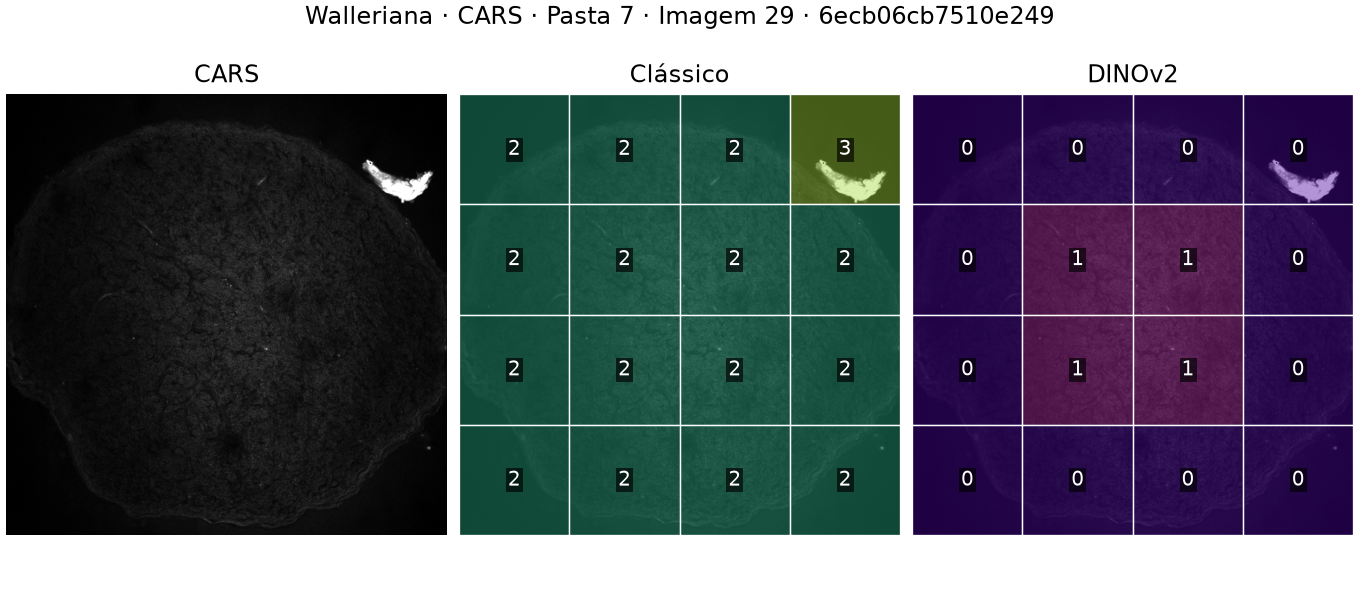 Walleriana · CARS · Pasta 7 · Imagem 29 · 6ecb06cb7510e249
CARS
Clássico
DINOv2
2 2 2 3
0 0 0 0
2 2 2 2
0 1 1 0
2 2 2 2
0 1 1 0
2 2 2 2
0 0 0 0